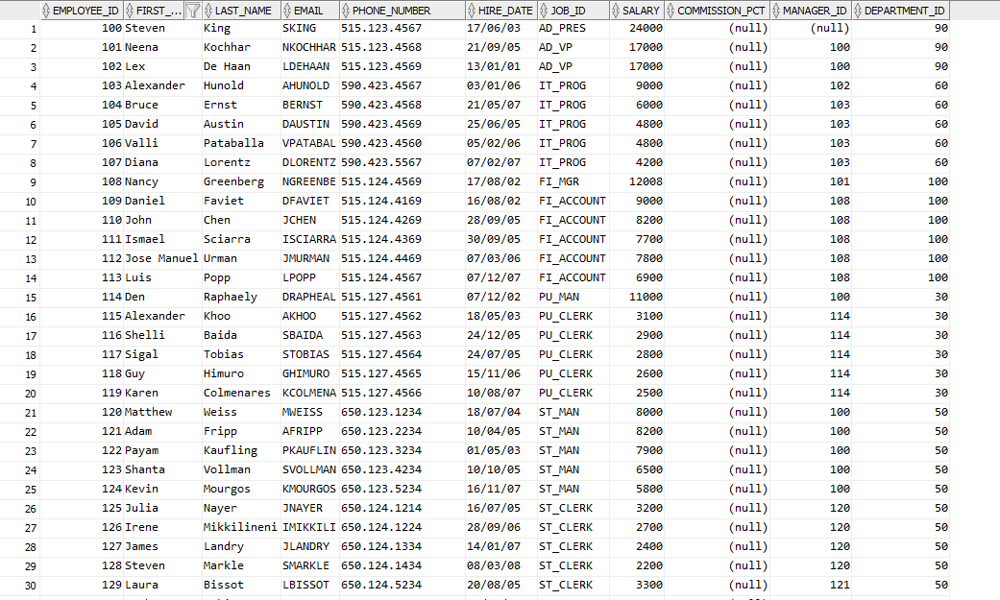 EMPLOYEE_ID FIRST_... LAST_NAME EMAIL PHONE_NUMBER HIRE_DATE JOB_ID SALARY COMMISSION_PCT MANAGER_ID DEPARTMENT_ID
1 100 Steven King SKING 515.123.4567 17/06/03 AD_PRES 24000 (null) (null) 90
2 101 Neena Kochhar NKOCHHAR 515.123.4568 21/09/05 AD_VP 17000 (null) 100 90
3 102 Lex De Haan LDEHAAN 515.123.4569 13/01/01 AD_VP 17000 (null) 100 90
4 103 Alexander Hunold AHUNOLD 590.423.4567 03/01/06 IT_PROG 9000 (null) 102 60
5 104 Bruce Ernst BERNST 590.423.4568 21/05/07 IT_PROG 6000 (null) 103 60
6 105 David Austin DAUSTIN 590.423.4569 25/06/05 IT_PROG 4800 (null) 103 60
7 106 Valli Pataballa VPATABAL 590.423.4560 05/02/06 IT_PROG 4800 (null) 103 60
8 107 Diana Lorentz DLORENTZ 590.423.5567 07/02/07 IT_PROG 4200 (null) 103 60
9 108 Nancy Greenberg NGREENBE 515.124.4569 17/08/02 FI_MGR 12008 (null) 101 100
10 109 Daniel Faviet DFAVIET 515.124.4169 16/08/02 FI_ACCOUNT 9000 (null) 108 100
11 110 John Chen JCHEN 515.124.4269 28/09/05 FI_ACCOUNT 8200 (null) 108 100
12 111 Ismael Sciarra ISCIARRA 515.124.4369 30/09/05 FI_ACCOUNT 7700 (null) 108 100
13 112 Jose Manuel Urman JMURMAN 515.124.4469 07/03/06 FI_ACCOUNT 7800 (null) 108 100
14 113 Luis Popp LPOPP 515.124.4567 07/12/07 FI_ACCOUNT 6900 (null) 108 100
15 114 Den Raphaely DRAPHEAL 515.127.4561 07/12/02 PU_MAN 11000 (null) 100 30
16 115 Alexander Khoo AKHOO 515.127.4562 18/05/03 PU_CLERK 3100 (null) 114 30
17 116 Shelli Baida SBAIDA 515.127.4563 24/12/05 PU_CLERK 2900 (null) 114 30
18 117 Sigal Tobias STOBIAS 515.127.4564 24/07/05 PU_CLERK 2800 (null) 114 30
19 118 Guy Himuro GHIMURO 515.127.4565 15/11/06 PU_CLERK 2600 (null) 114 30
20 119 Karen Colmenares KCOLMENA 515.127.4566 10/08/07 PU_CLERK 2500 (null) 114 30
21 120 Matthew Weiss MWEISS 650.123.1234 18/07/04 ST_MAN 8000 (null) 100 50
22 121 Adam Fripp AFRIPP 650.123.2234 10/04/05 ST_MAN 8200 (null) 100 50
23 122 Payam Kaufling PKAUFLIN 650.123.3234 01/05/03 ST_MAN 7900 (null) 100 50
24 123 Shanta Vollman SVOLLMAN 650.123.4234 10/10/05 ST_MAN 6500 (null) 100 50
25 124 Kevin Mourgos KMOURGOS 650.123.5234 16/11/07 ST_MAN 5800 (null) 100 50
26 125 Julia Nayer JNAYER 650.124.1214 16/07/05 ST_CLERK 3200 (null) 120 50
27 126 Irene Mikkilineni IMIKKILI 650.124.1224 28/09/06 ST_CLERK 2700 (null) 120 50
28 127 James Landry JLANDRY 650.124.1334 14/01/07 ST_CLERK 2400 (null) 120 50
29 128 Steven Markle SMARKLE 650.124.1434 08/03/08 ST_CLERK 2200 (null) 120 50
30 129 Laura Bissot LBISSOT 650.124.5234 20/08/05 ST_CLERK 3300 (null) 121 50